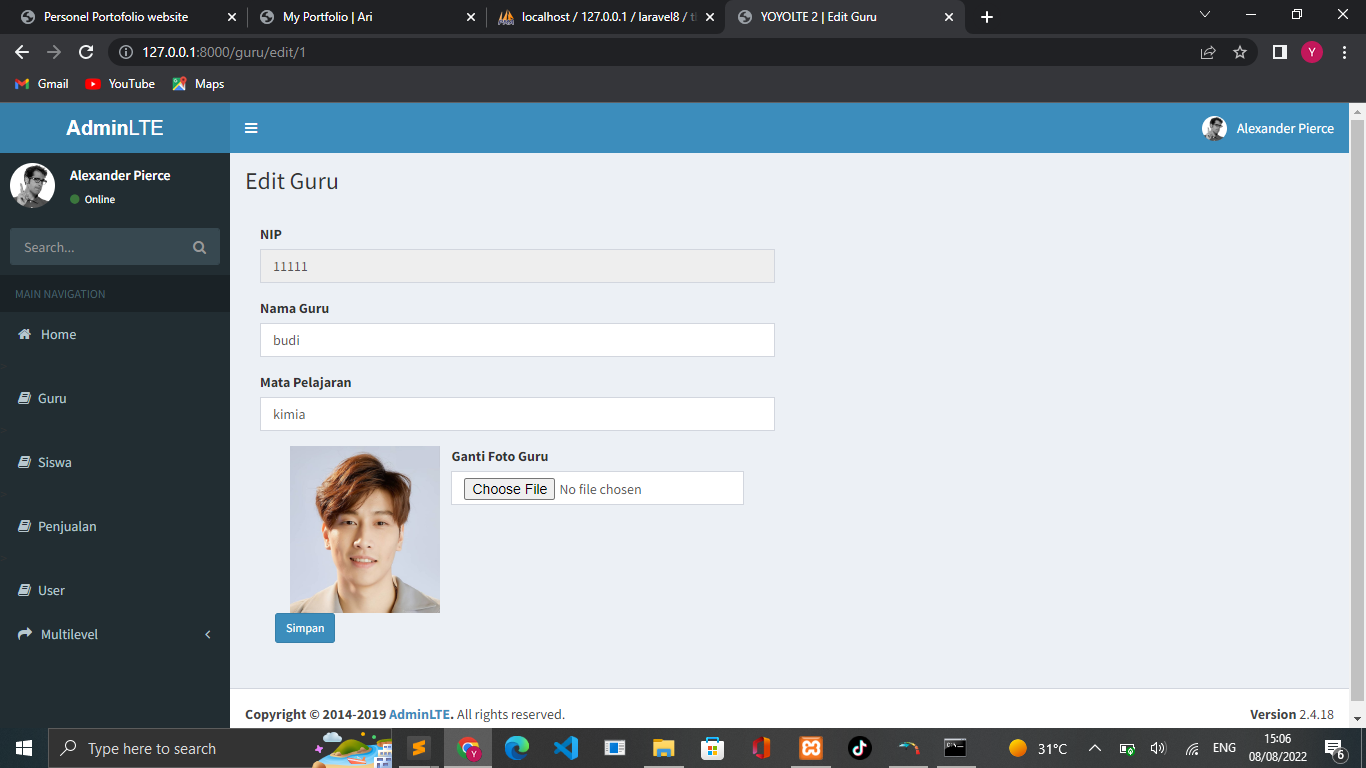 Personel Portofolio website
My Portfolio | Ari
localhost / 127.0.0.1 / laravel8 /
YOYOLTE 2 | Edit Guru
127.0.0.1:8000/guru/edit/1
Y
Gmail
YouTube
Maps
AdminLTE
Alexander Pierce
Alexander Pierce
Online
Search...
MAIN NAVIGATION
Home
Guru
Siswa
Penjualan
User
Multilevel
Edit Guru
NIP
11111
Nama Guru
budi
Mata Pelajaran
kimia
Ganti Foto Guru
Choose File No file chosen
Simpan
Copyright © 2014-2019 AdminLTE. All rights reserved.
Version 2.4.18
Type here to search
Y
31°C
ENG
15:06
08/08/2022
6